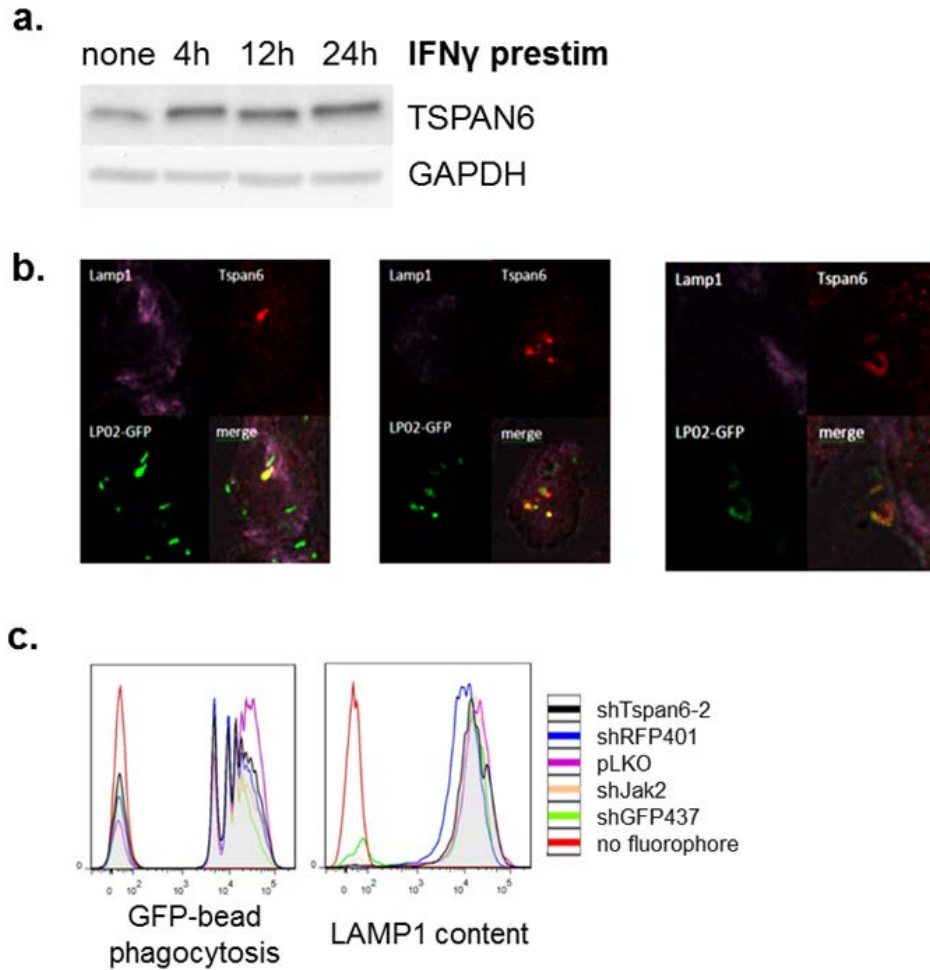 a.
none 4h 12h 24h IFNγ prestim
TSPAN6
GAPDH
b.
Lamp1 Tspan6 Lamp1 Tspan6 Lamp1 Tspan6
LP02-GFP merge LP02-GFP merge LP02-GFP merge
c.
shTspan6-2
shRFP401
pLKO
shJak2
shGFP437
no fluorophore
0 0
0 10² 10³ 10⁴ 10⁵ 0 10² 10³ 10⁴ 10⁵
GFP-bead phagocytosis LAMP1 content